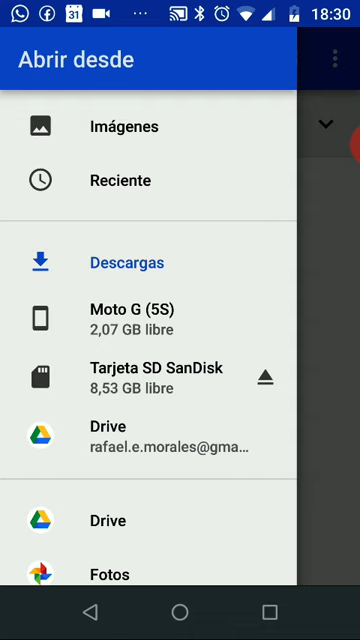 31
18:30
Abrir desde
Imágenes
Reciente
Descargas
Moto G (5S)
2,07 GB libre
Tarjeta SD SanDisk
8,53 GB libre
Drive
rafael.e.morales@gma...
Drive
Fotos